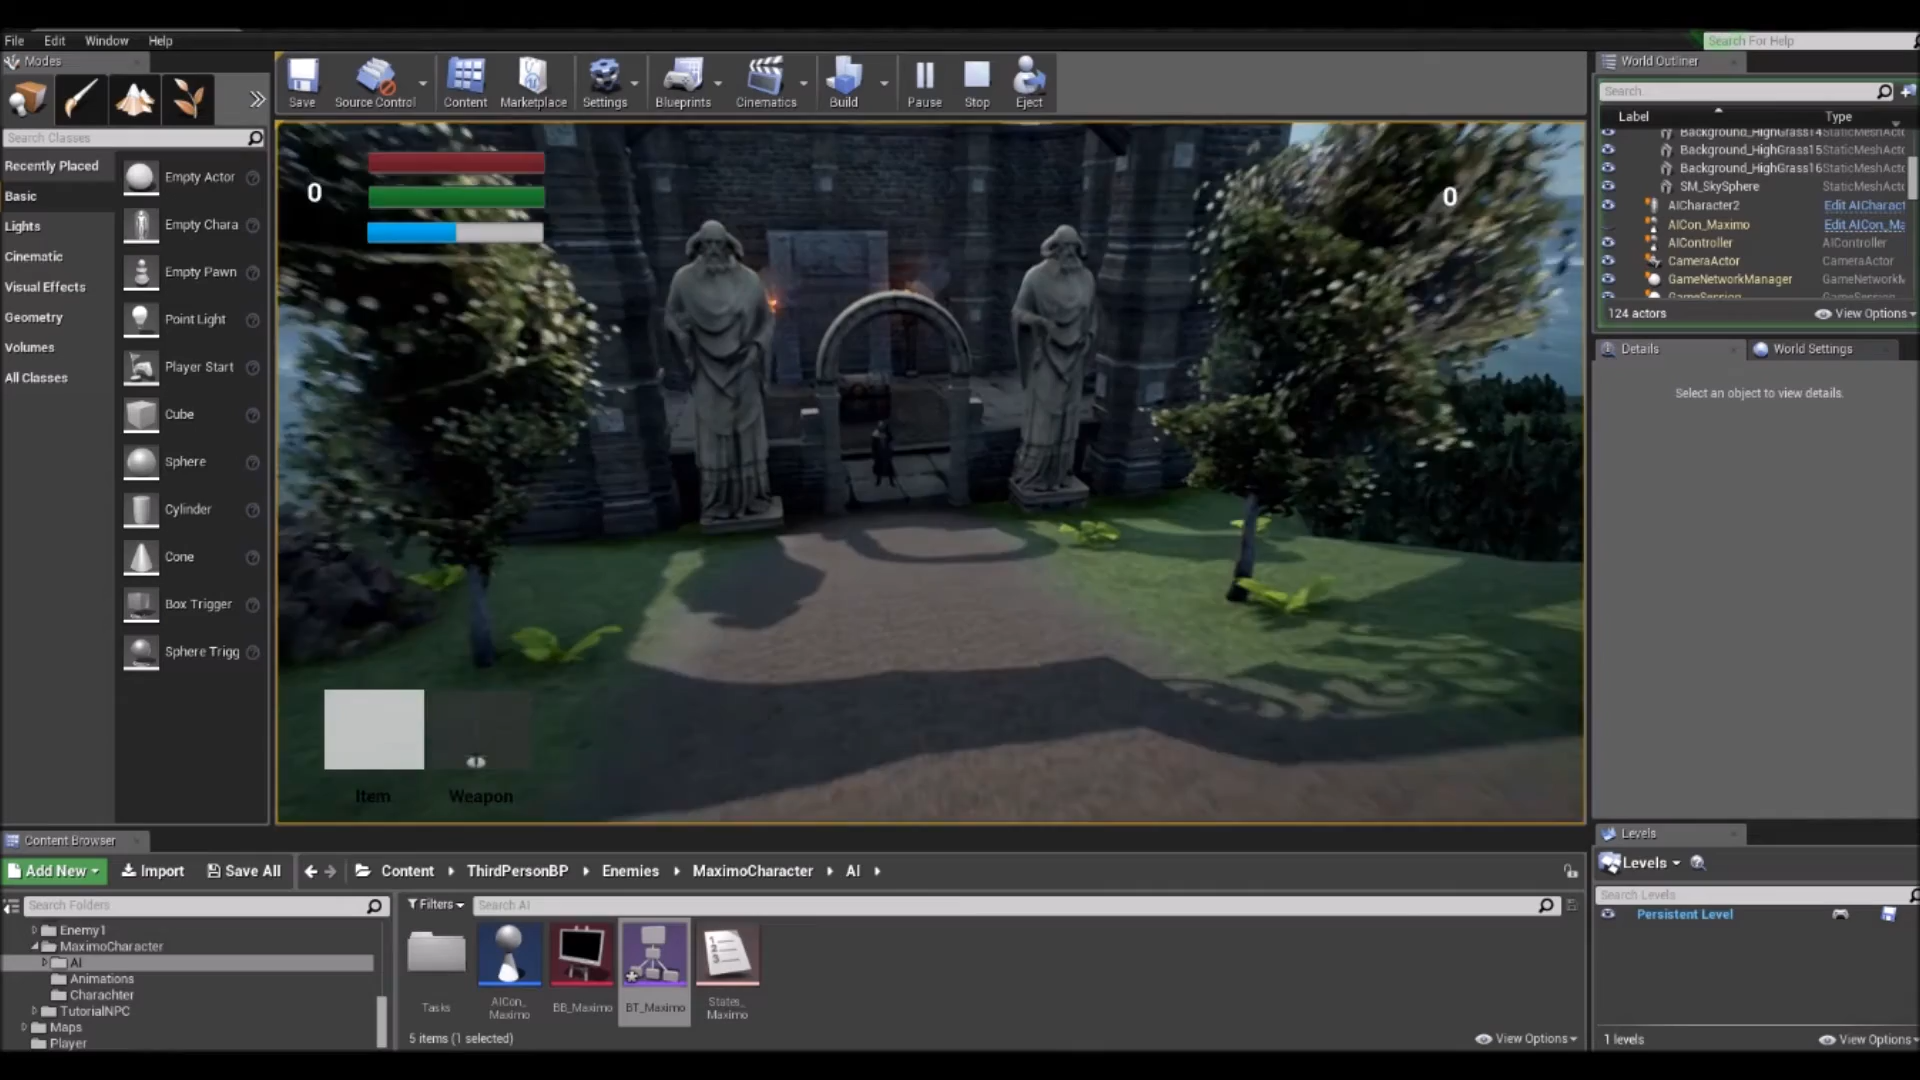 File Edit Window Help
Search For Help
Modes
Save Source Control Content Marketplace Settings Blueprints Cinematics Build Pause Stop Eject
Search Classes
Recently Placed
Basic
Lights
Cinematic
Visual Effects
Geometry
Volumes
All Classes
Empty Actor
Empty Chara
Empty Pawn
Point Light
Player Start
Cube
Sphere
Cylinder
Cone
Box Trigger
Sphere Trigg
0
0
Item Weapon
World Outliner
Search...
Label Type
Background_HighGrass14 StaticMeshActo
Background_HighGrass15 StaticMeshActo
Background_HighGrass16 StaticMeshActo
SM_SkySphere StaticMeshActo
AICharacter2 Edit AICharact
AICon_Maximo Edit AICon_Ma
AIController AIController
CameraActor CameraActor
GameNetworkManager GameNetworkM
124 actors View Options
Details World Settings
Select an object to view details.
Content Browser
Add New Import Save All Content ThirdPersonBP Enemies MaximoCharacter AI
Search Folders
Filters Search AI
Enemy1
MaximoCharacter
AI
Animations
Charachter
TutorialNPC
Maps
Player
Tasks
AICon_
Maximo
BB_Maximo
BT_Maximo
States_
Maximo
5 items (1 selected) View Options
Levels
Levels
Search Levels
Persistent Level
1 levels View Options